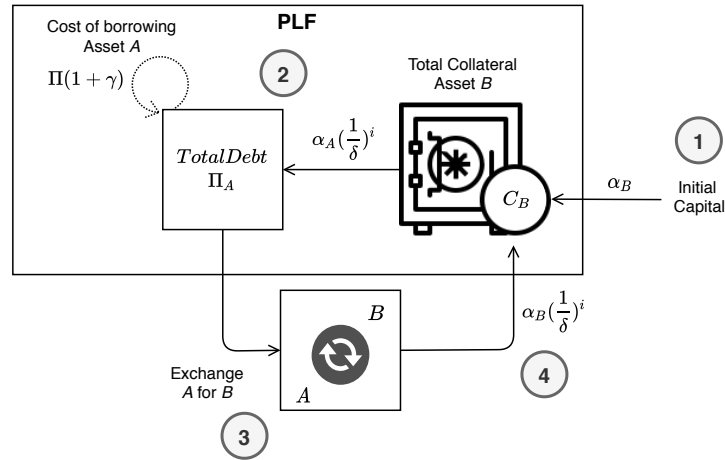 PLF
Cost of borrowing
Asset A
Π(1 + γ)
2
Total Collateral
Asset B
1
α_A(1/δ)^i
TotalDebt
Π_A
C_B
α_B
Initial
Capital
B
A
α_B(1/δ)^i
Exchange
A for B
3
4